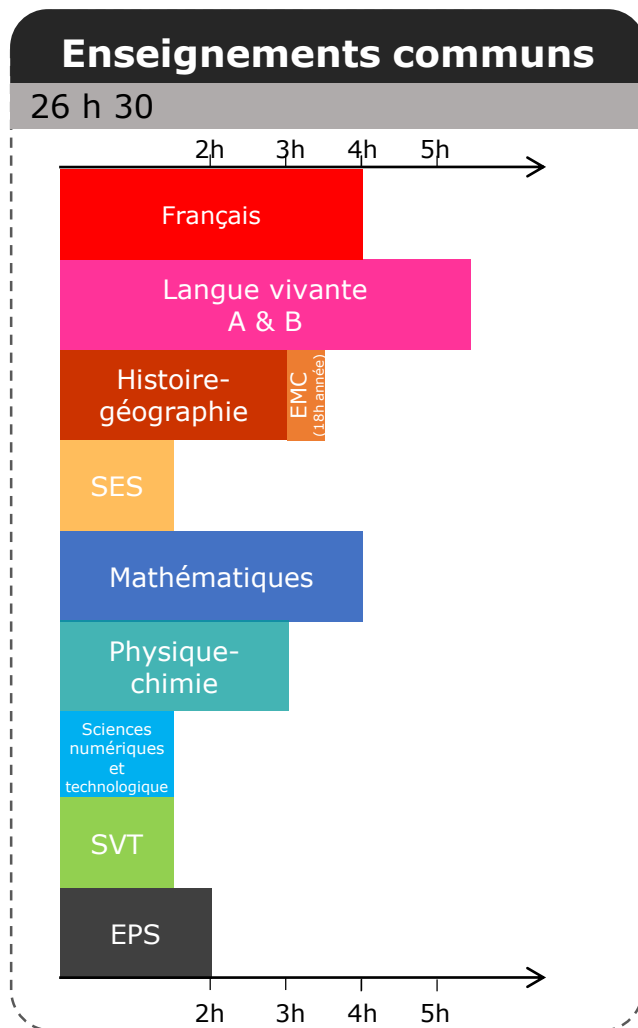 Enseignements communs
26 h 30
2h 3h 4h 5h
Français
Langue vivante
A & B
Histoire-
géographie
EMC
(18h année)
SES
Mathématiques
Physique-
chimie
Sciences
numériques
et
technologique
SVT
EPS
2h 3h 4h 5h